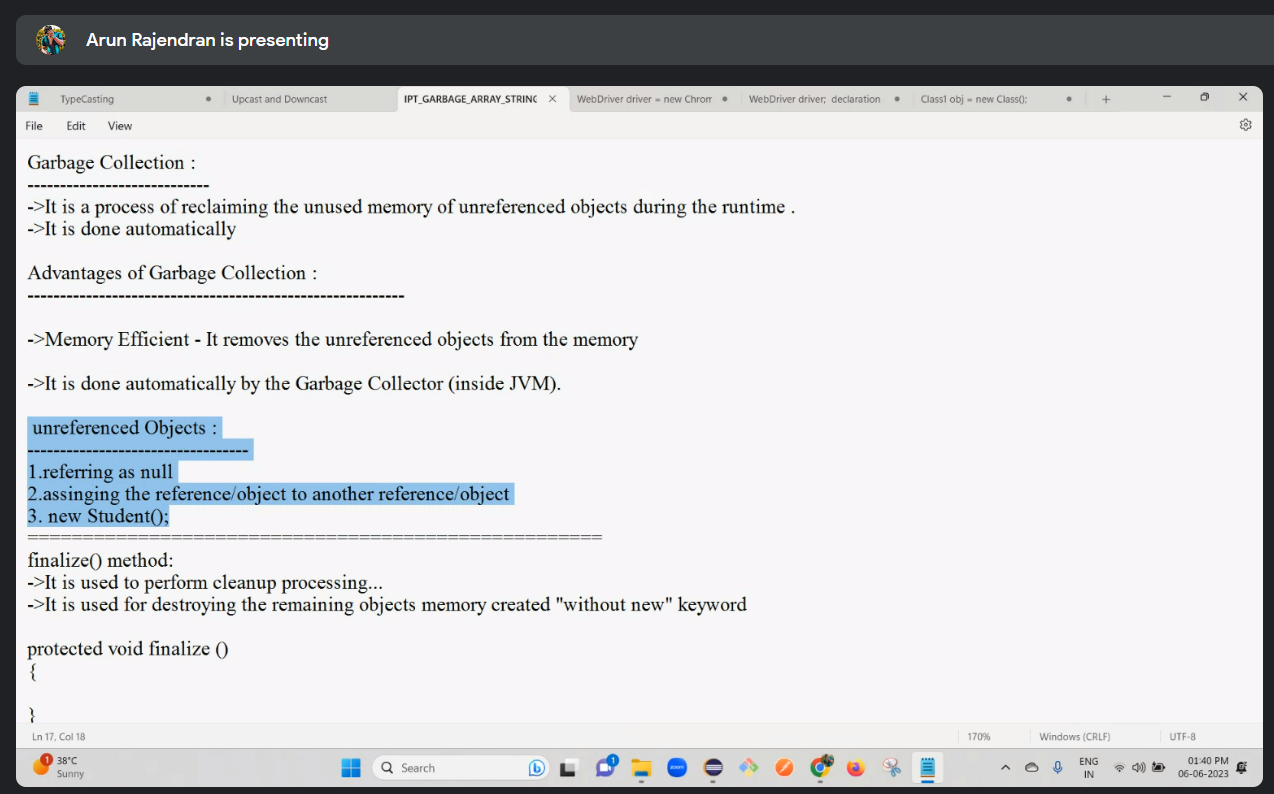 Arun Rajendran is presenting
TypeCasting
Upcast and Downcast
IPT_GARBAGE_ARRAY_STRING
WebDriver driver = new Chrom
WebDriver driver; declaration
Class1 obj = new Class();
File Edit View
Garbage Collection :
----------------------------
->It is a process of reclaiming the unused memory of unreferenced objects during the runtime .
->It is done automatically
Advantages of Garbage Collection :
----------------------------------------------------------
->Memory Efficient - It removes the unreferenced objects from the memory
->It is done automatically by the Garbage Collector (inside JVM).
unreferenced Objects :
----------------------------------
1.referring as null
2.assinging the reference/object to another reference/object
3. new Student();
====================================================
finalize() method:
->It is used to perform cleanup processing...
->It is used for destroying the remaining objects memory created "without new" keyword
protected void finalize ()
{
}
Ln 17, Col 18
170%
Windows (CRLF)
UTF-8
1
38°C
Sunny
Search
1
zoom
ENG
IN
01:40 PM
06-06-2023